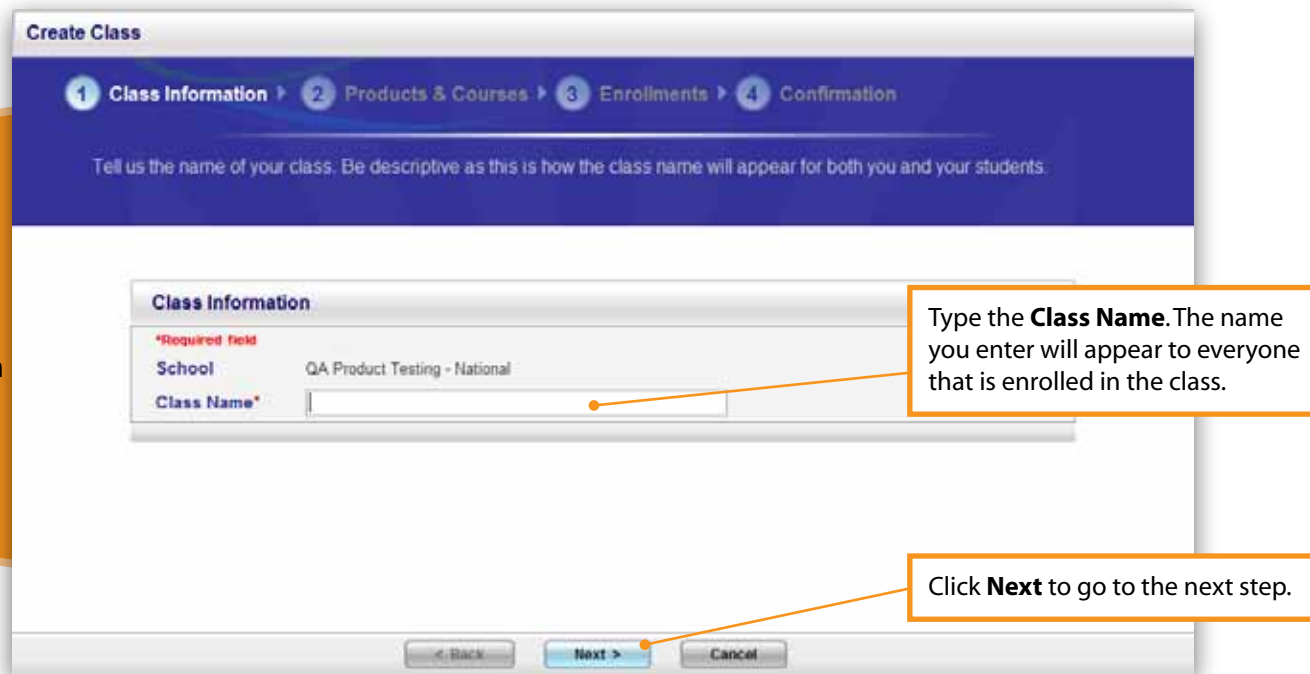 Create Class
1 Class Information 2 Products & Courses 3 Enrollments 4 Confirmation
Tell us the name of your class. Be descriptive as this is how the class name will appear for both you and your students.
Class Information
*Required field
School QA Product Testing - National
Class Name*
Type the Class Name. The name
you enter will appear to everyone
that is enrolled in the class.
Click Next to go to the next step.
< Back Next > Cancel